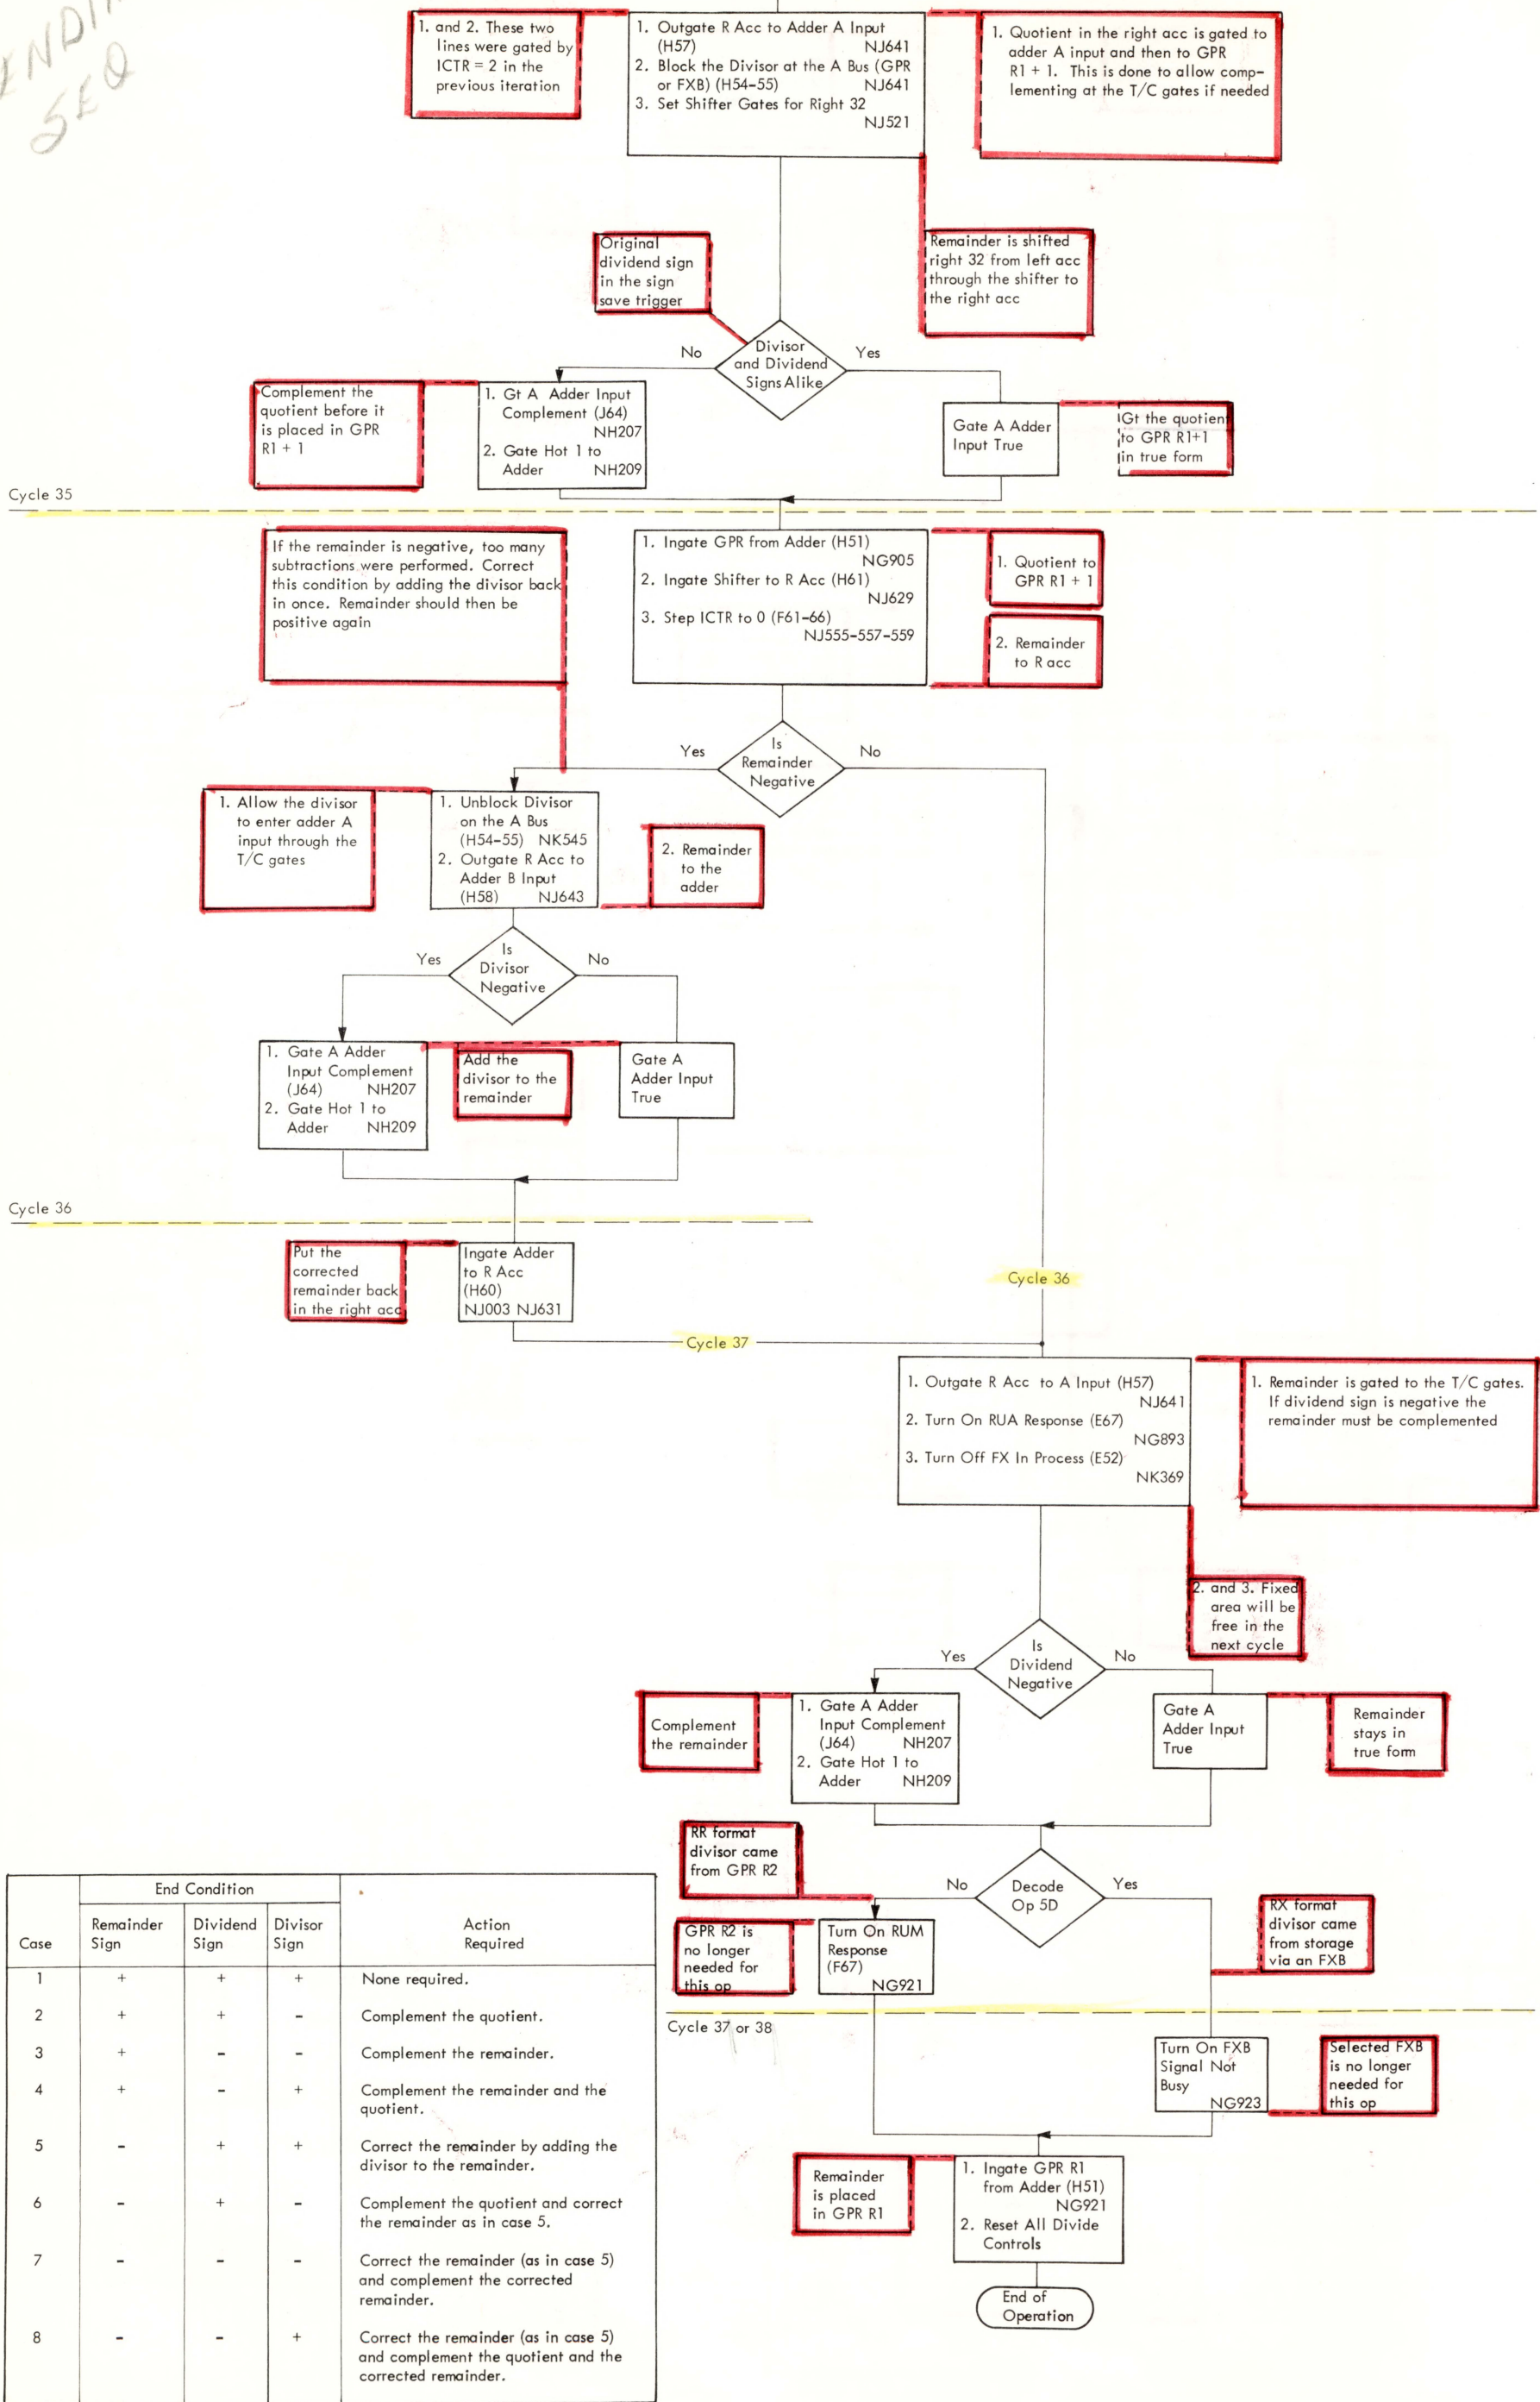 SEQ
1. and 2. These two
lines were gated by
ICTR = 2 in the
previous iteration
1. Outgate R Acc to Adder A Input
(H57) NJ641
2. Block the Divisor at the A Bus (GPR
or FXB) (H54-55) NJ641
3. Set Shifter Gates for Right 32
NJ521
1. Quotient in the right acc is gated to
adder A input and then to GPR
R1 + 1. This is done to allow comp-
lementing at the T/C gates if needed
Original
dividend sign
in the sign
save trigger
Remainder is shifted
right 32 from left acc
through the shifter to
the right acc
Divisor
and Dividend
Signs Alike
No
Yes
Complement the
quotient before it
is placed in GPR
R1 + 1
1. Gt A Adder Input
Complement (J64)
NH207
2. Gate Hot 1 to
Adder NH209
Gate A Adder
Input True
Gt the quotient
to GPR R1+1
in true form
Cycle 35
If the remainder is negative, too many
subtractions were performed. Correct
this condition by adding the divisor back
in once. Remainder should then be
positive again
1. Ingate GPR from Adder (H51)
NG905
2. Ingate Shifter to R Acc (H61)
NJ629
3. Step ICTR to 0 (F61-66)
NJ555-557-559
1. Quotient to
GPR R1 + 1
2. Remainder
to R acc
Is
Remainder
Negative
Yes
No
1. Allow the divisor
to enter adder A
input through the
T/C gates
1. Unblock Divisor
on the A Bus
(H54-55) NK545
2. Outgate R Acc to
Adder B Input
(H58) NJ643
2. Remainder
to the
adder
Is
Divisor
Negative
Yes
No
1. Gate A Adder
Input Complement
(J64) NH207
2. Gate Hot 1 to
Adder NH209
Add the
divisor to the
remainder
Gate A
Adder Input
True
Cycle 36
Put the
corrected
remainder back
in the right acc
Ingate Adder
to R Acc
(H60)
NJ003 NJ631
Cycle 36
Cycle 37
1. Outgate R Acc to A Input (H57)
NJ641
2. Turn On RUA Response (E67)
NG893
3. Turn Off FX In Process (E52)
NK369
1. Remainder is gated to the T/C gates.
If dividend sign is negative the
remainder must be complemented
2. and 3. Fixed
area will be
free in the
next cycle
Is
Dividend
Negative
Yes
No
Complement
the remainder
1. Gate A Adder
Input Complement
(J64) NH207
2. Gate Hot 1 to
Adder NH209
Gate A
Adder Input
True
Remainder
stays in
true form
RR format
divisor came
from GPR R2
Decode
Op 5D
No
Yes
GPR R2 is
no longer
needed for
this op
Turn On RUM
Response
(F67)
NG921
RX format
divisor came
from storage
via an FXB
Cycle 37 or 38
Turn On FXB
Signal Not
Busy
NG923
Selected FXB
is no longer
needed for
this op
Remainder
is placed
in GPR R1
1. Ingate GPR R1
from Adder (H51)
NG921
2. Reset All Divide
Controls
End of
Operation
End Condition
Case
Remainder
Sign
Dividend
Sign
Divisor
Sign
Action
Required
1 + + + None required.
2 + + - Complement the quotient.
3 + - - Complement the remainder.
4 + - + Complement the remainder and the
quotient.
5 - + + Correct the remainder by adding the
divisor to the remainder.
6 - + - Complement the quotient and correct
the remainder as in case 5.
7 - - - Correct the remainder (as in case 5)
and complement the corrected
remainder.
8 - - + Correct the remainder (as in case 5)
and complement the quotient and the
corrected remainder.